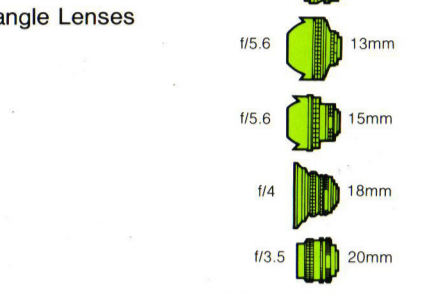 angle Lenses
f/5.6 13mm
f/5.6 15mm
f/4 18mm
f/3.5 20mm